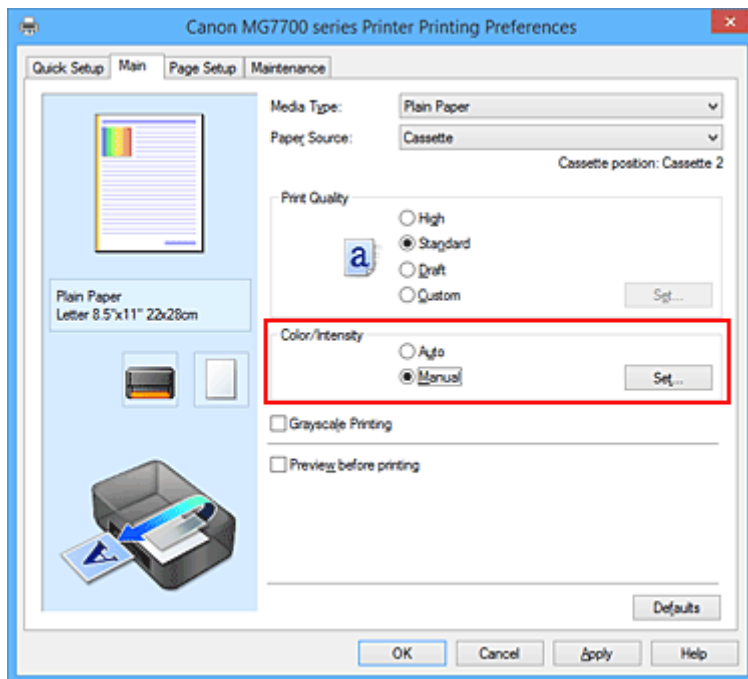 Canon MG7700 series Printer Printing Preferences
Quick Setup Main Page Setup Maintenance
Media Type: Plain Paper
Paper Source: Cassette
Cassette position: Cassette 2
Print Quality
High
a Standard
Draft
Custom Set...
Plain Paper
Letter 8.5"x11" 22x28cm
Color/Intensity
Auto
Manual Set...
Grayscale Printing
Preview before printing
A
Defaults
OK Cancel Apply Help